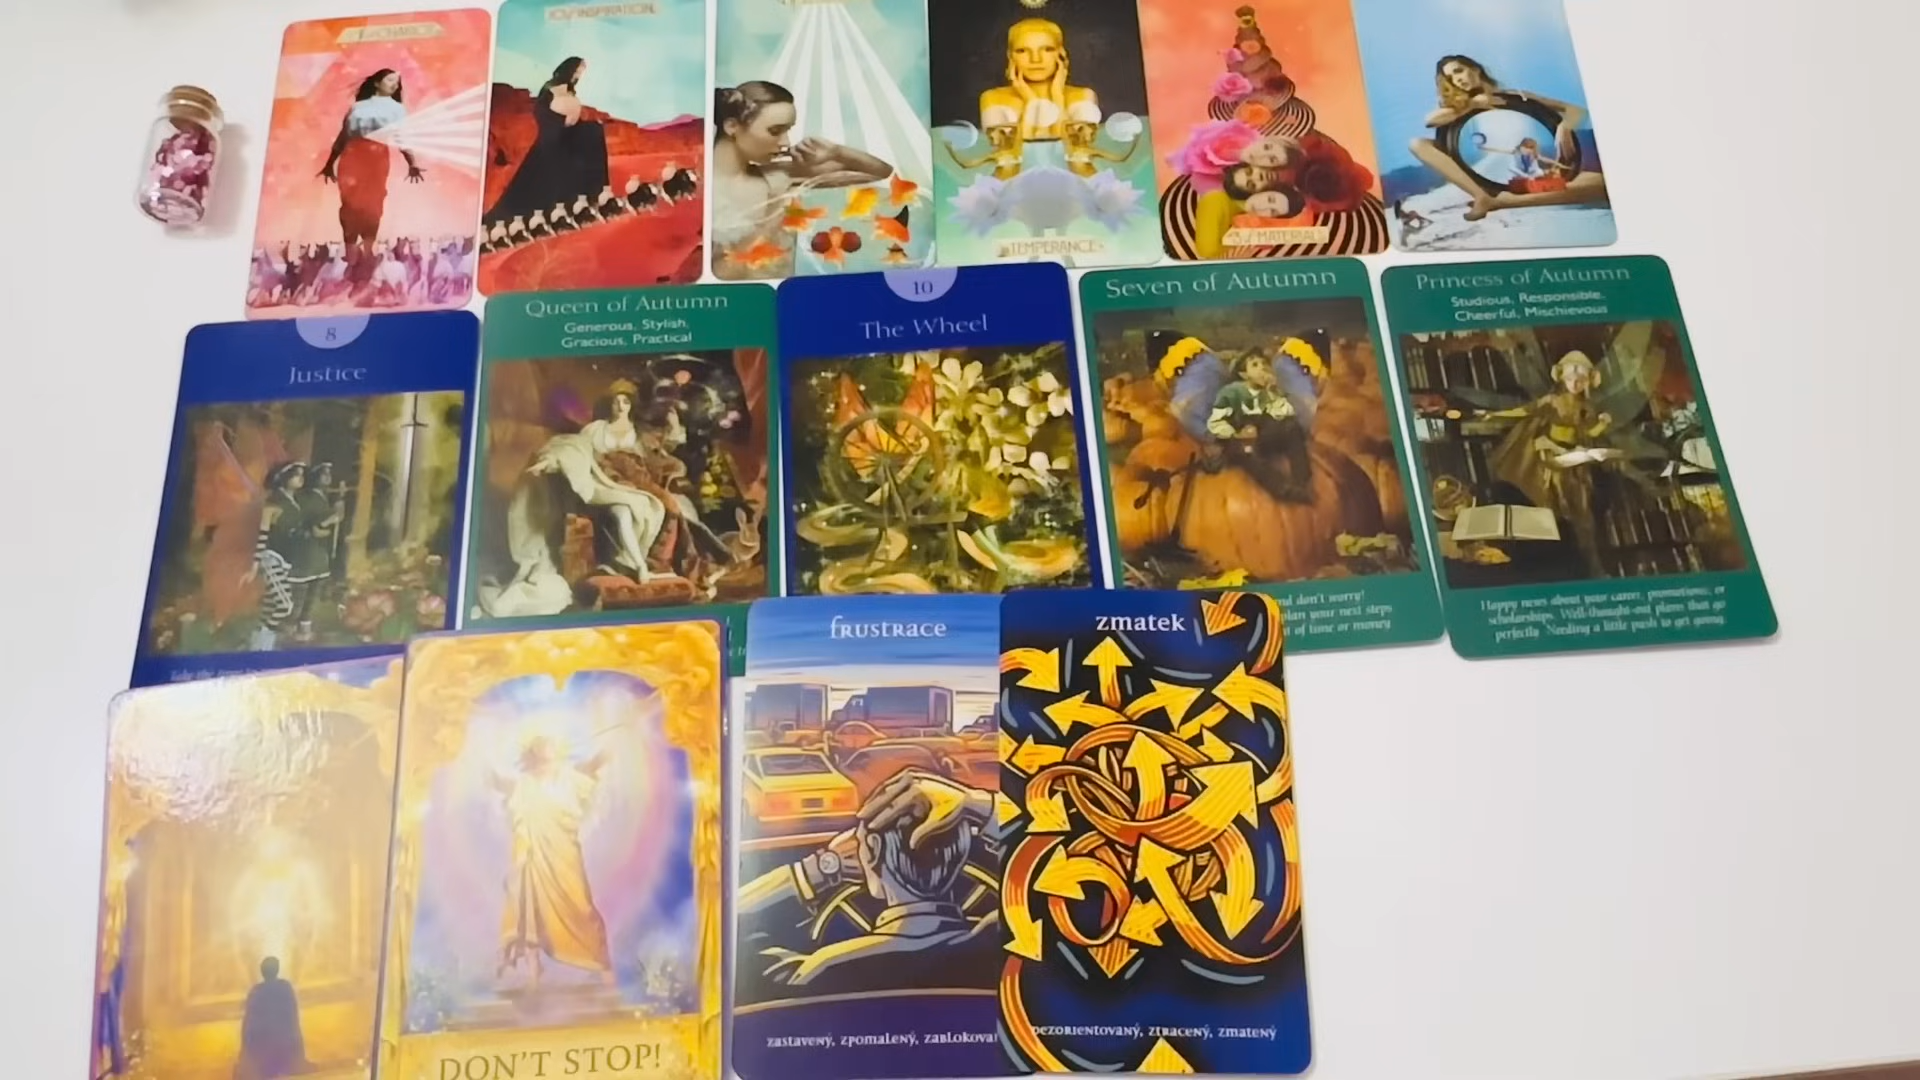 INSPIRATION
TEMPERANCE
MATERIALS
8
Justice
Queen of Autumn
Generous, Stylish,
Gracious, Practical
10
The Wheel
Seven of Autumn
nd don't worry!
plan your next steps
of time or money
Princess of Autumn
Studious, Responsible,
Cheerful, Mischievous
Happy news about your career, promotions, or
scholarships. Well-thought-out plans that go
perfectly. Needing a little push to get going.
DON'T STOP!
frustrace
zastavený, zpomalený, zablokova
zmatek
dezorientovaný, ztracený, zmatený